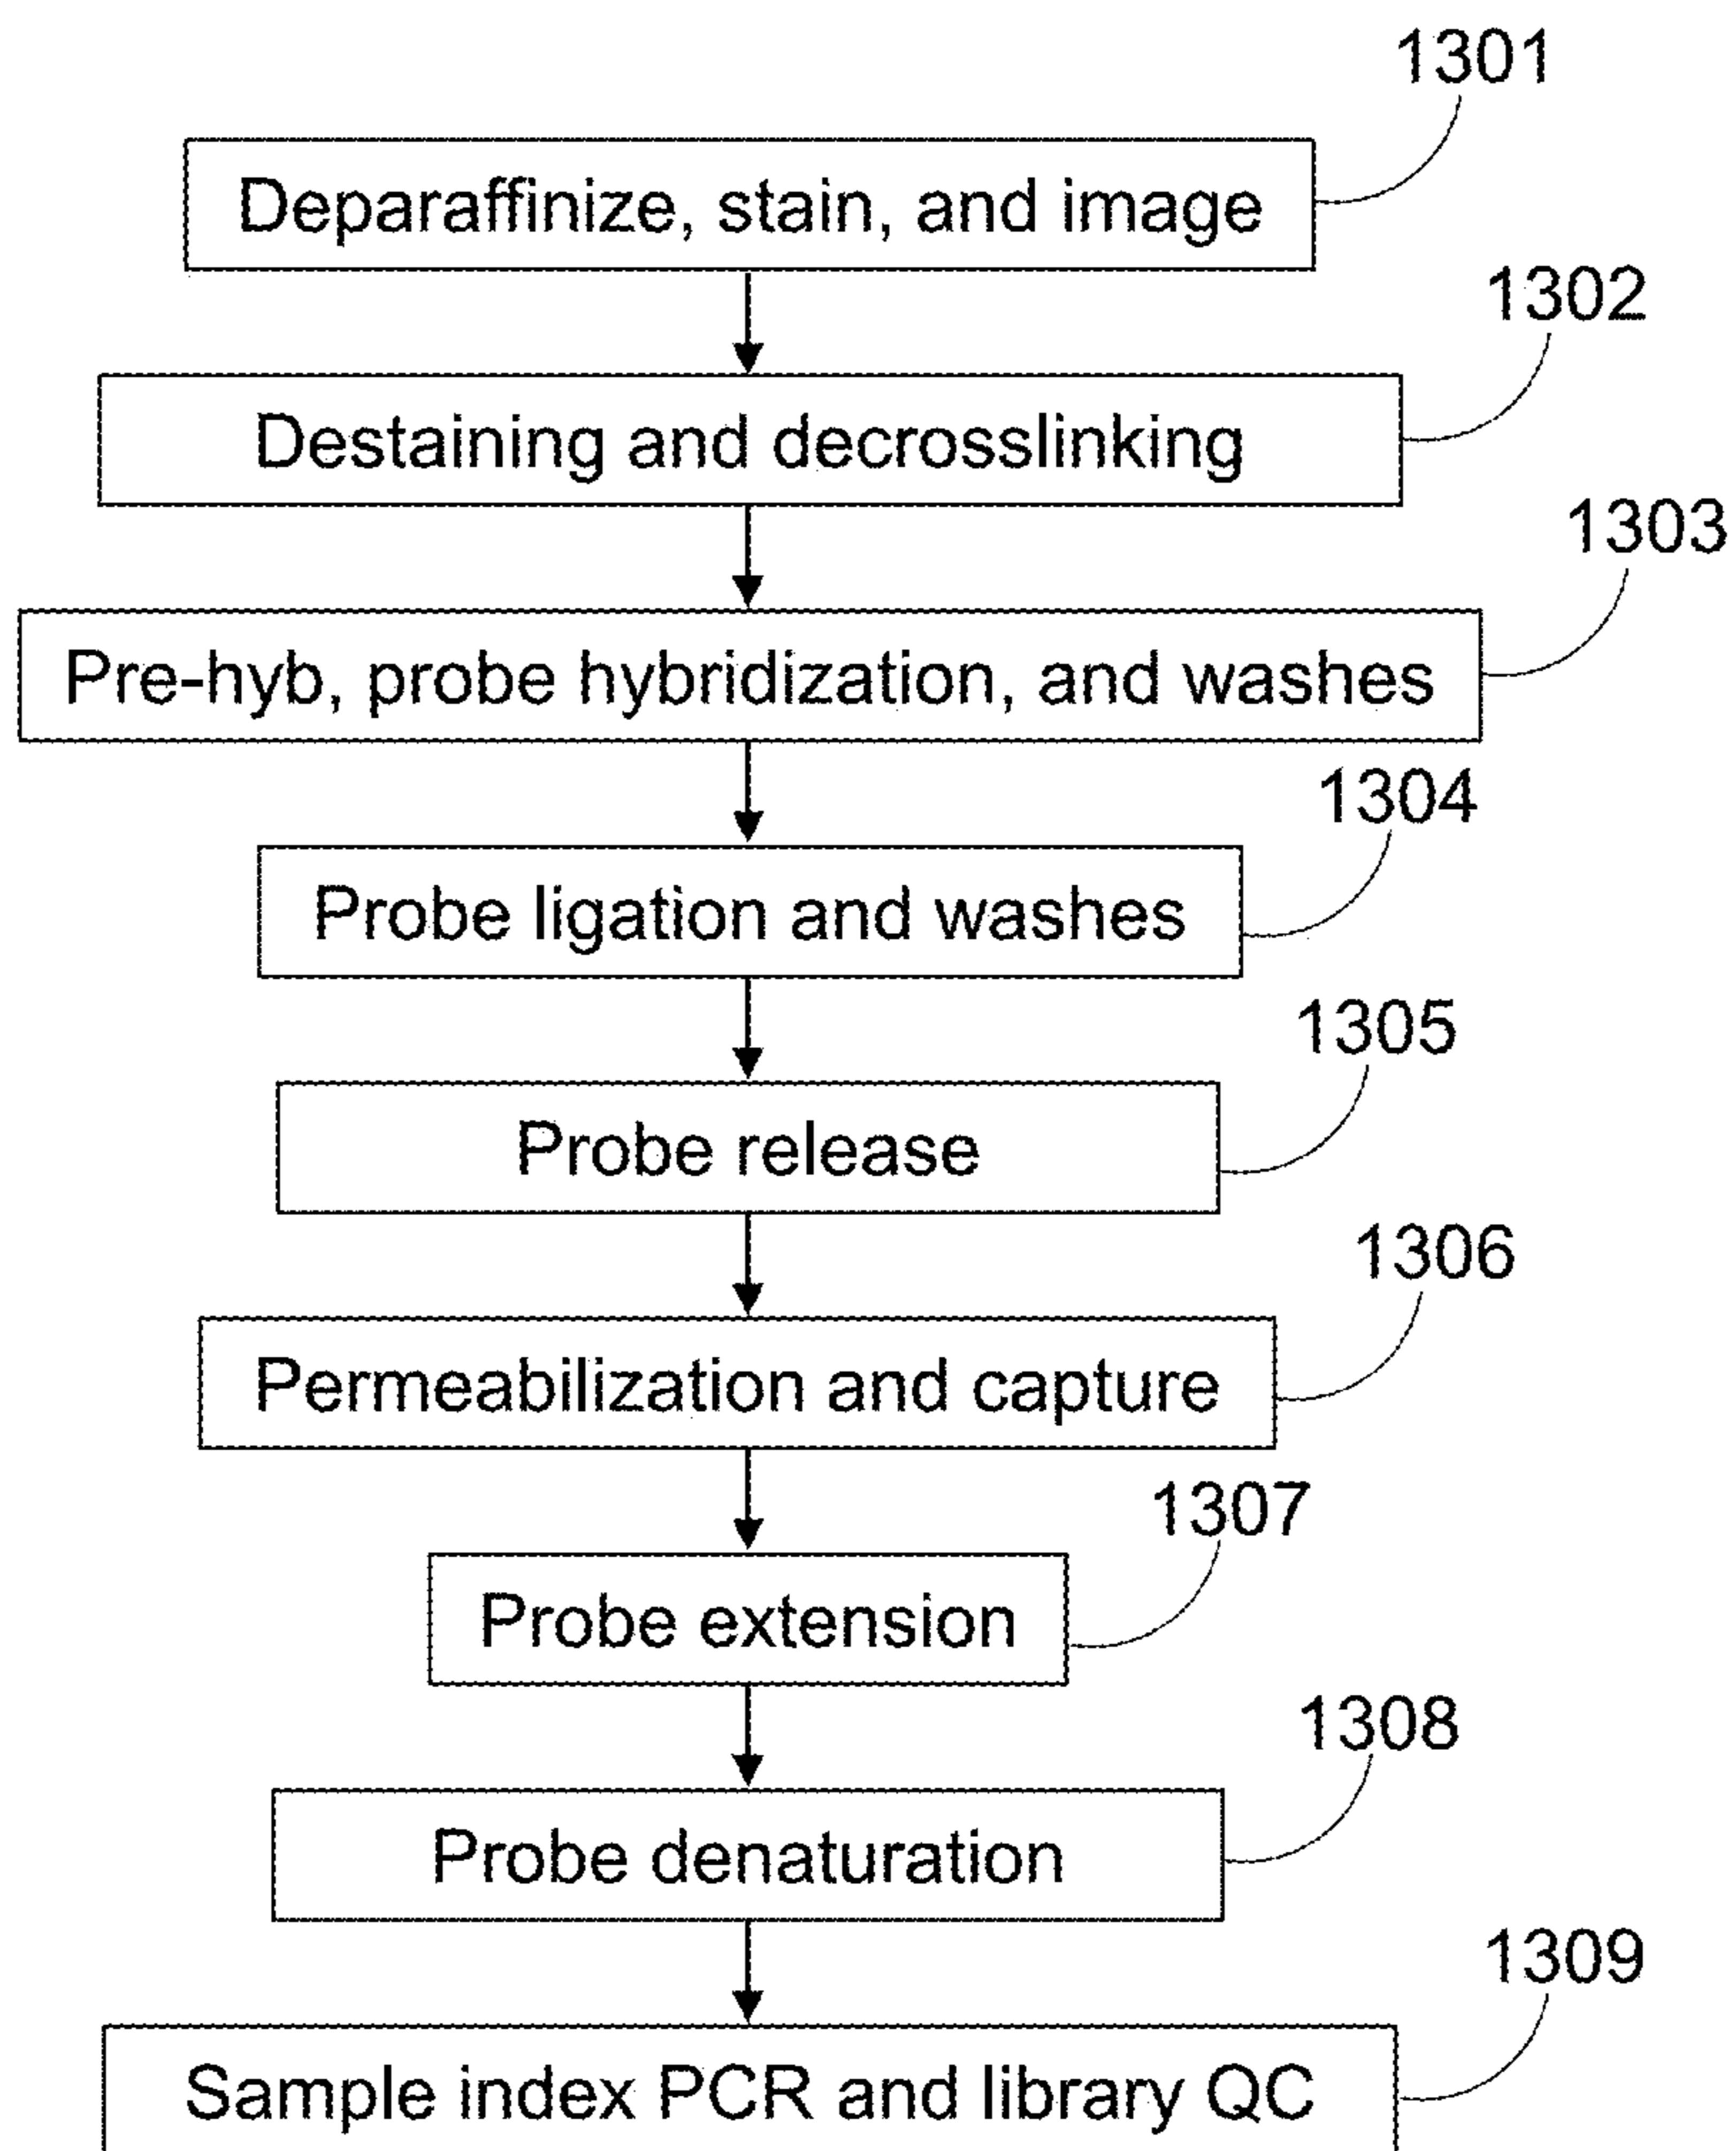 1301
Deparaffinize, stain, and image
1302
Destaining and decrosslinking
1303
Pre-hyb, probe hybridization, and washes
1304
Probe ligation and washes
1305
Probe release
1306
Permeabilization and capture
1307
Probe extension
1308
Probe denaturation
1309
Sample index PCR and library QC